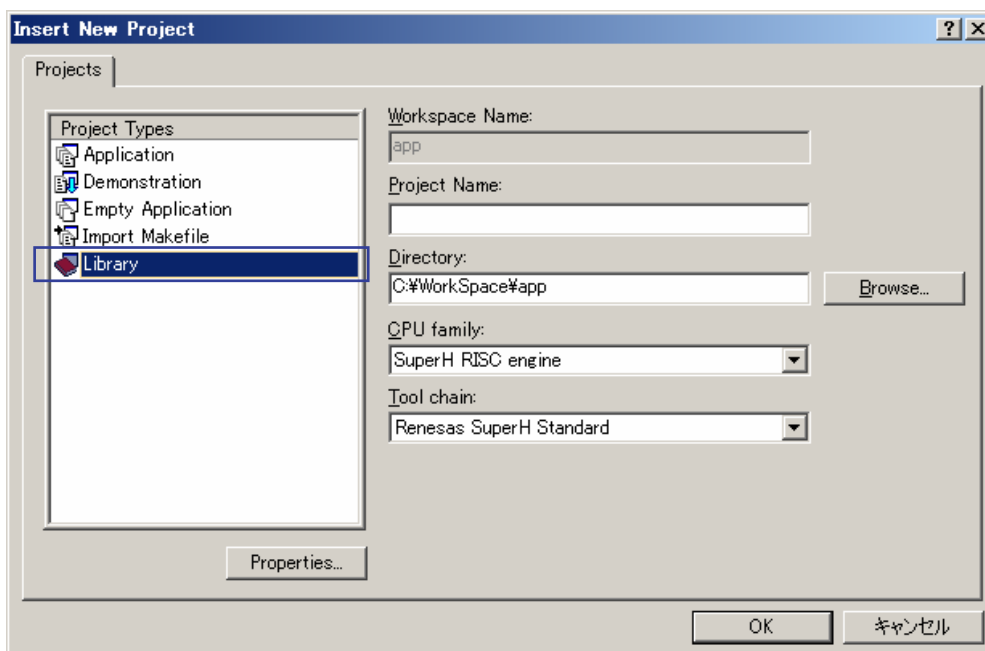 Insert New Project
Projects
Project Types
Application
Demonstration
Empty Application
Import Makefile
Library
Properties...
Workspace Name:
app
Project Name:
Directory:
C:¥WorkSpace¥app
Browse...
CPU family:
SuperH RISC engine
Tool chain:
Renesas SuperH Standard
OK
キャンセル